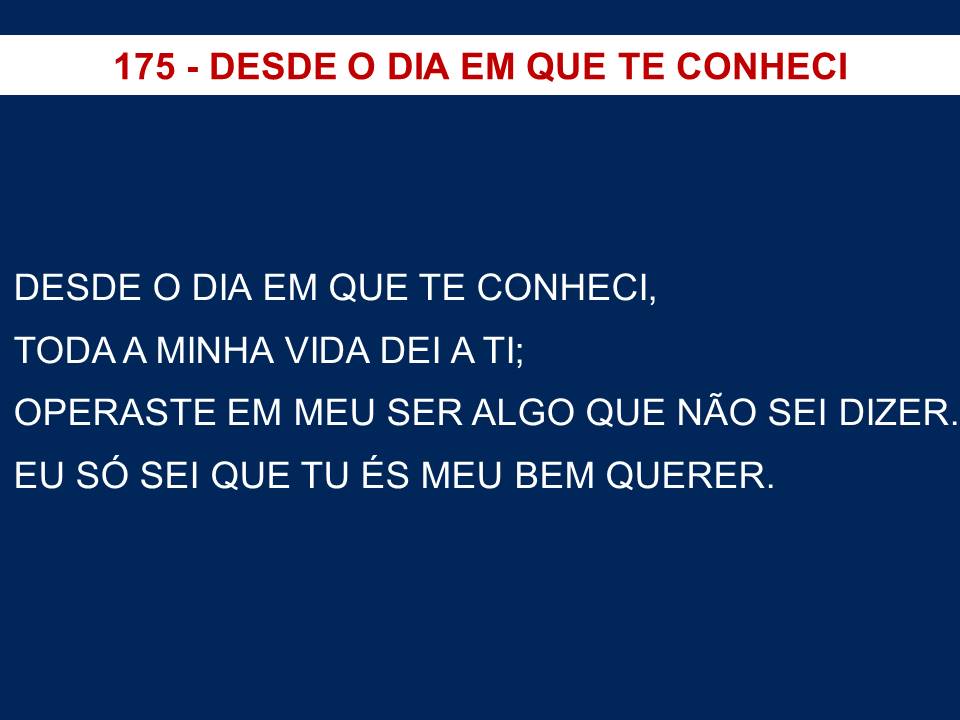 175 - DESDE O DIA EM QUE TE CONHECI
DESDE O DIA EM QUE TE CONHECI,
TODA A MINHA VIDA DEI A TI;
OPERASTE EM MEU SER ALGO QUE NÃO SEI DIZER.
EU SÓ SEI QUE TU ÉS MEU BEM QUERER.